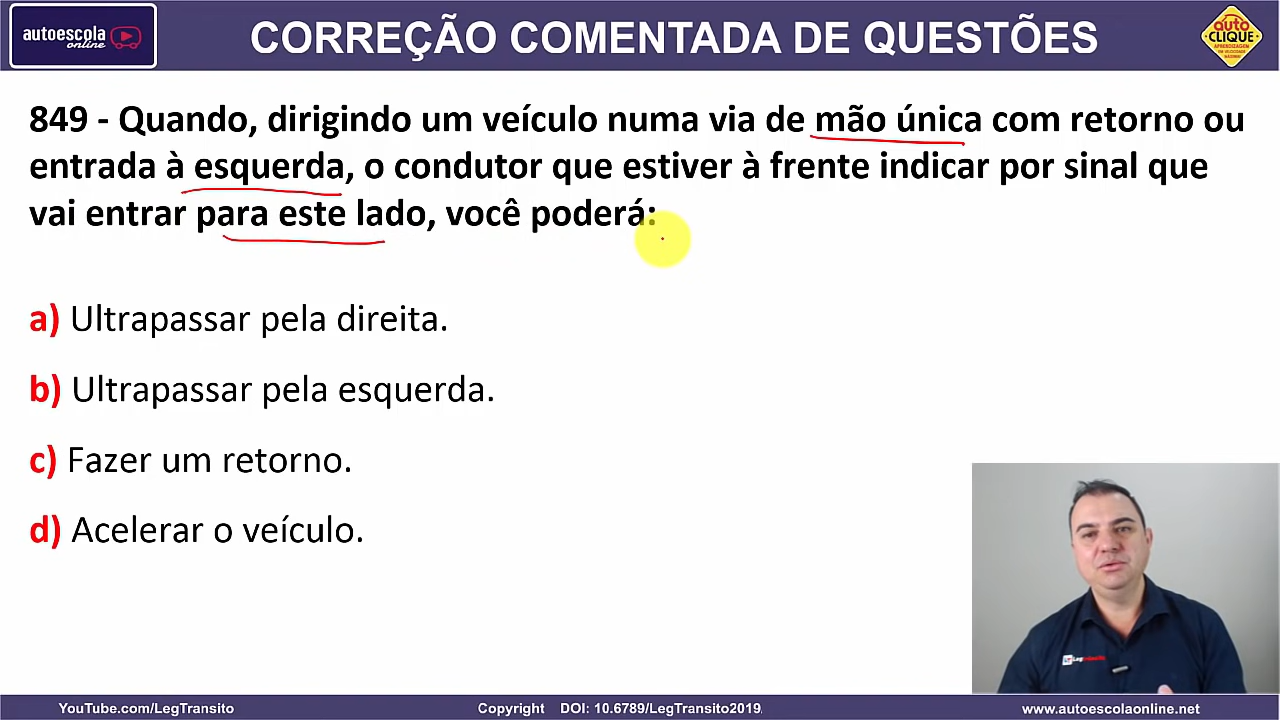 autoescola
online
CORREÇÃO COMENTADA DE QUESTÕES
auto
CLIQUE
849 - Quando, dirigindo um veículo numa via de mão única com retorno ou
entrada à esquerda, o condutor que estiver à frente indicar por sinal que
vai entrar para este lado, você poderá:
a) Ultrapassar pela direita.
b) Ultrapassar pela esquerda.
c) Fazer um retorno.
d) Acelerar o veículo.
YouTube.com/LegTransito
Copyright DOI: 10.6789/LegTransito2019
www.autoescolaonline.net